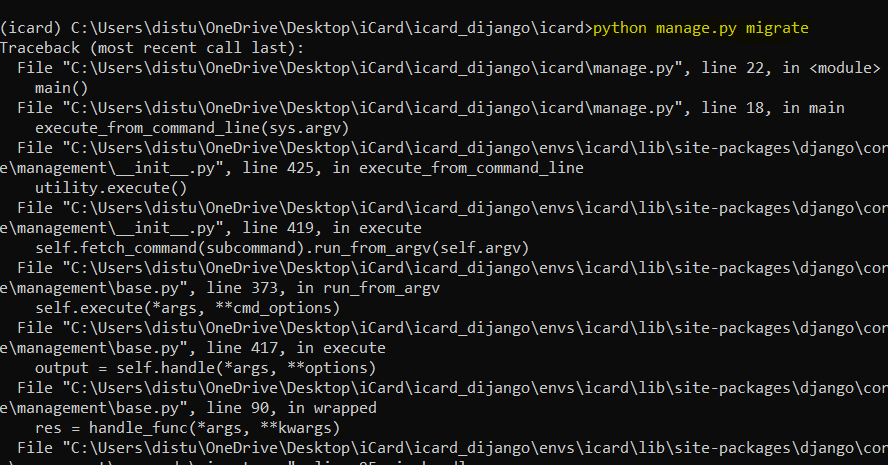 (icard) C:\Users\distu\OneDrive\Desktop\iCard\icard_dijango\icard>python manage.py migrate
Traceback (most recent call last):
  File "C:\Users\distu\OneDrive\Desktop\iCard\icard_dijango\icard\manage.py", line 22, in <module>
    main()
  File "C:\Users\distu\OneDrive\Desktop\iCard\icard_dijango\icard\manage.py", line 18, in main
    execute_from_command_line(sys.argv)
  File "C:\Users\distu\OneDrive\Desktop\iCard\icard_dijango\envs\icard\lib\site-packages\django\cor
e\management\__init__.py", line 425, in execute_from_command_line
    utility.execute()
  File "C:\Users\distu\OneDrive\Desktop\iCard\icard_dijango\envs\icard\lib\site-packages\django\cor
e\management\__init__.py", line 419, in execute
    self.fetch_command(subcommand).run_from_argv(self.argv)
  File "C:\Users\distu\OneDrive\Desktop\iCard\icard_dijango\envs\icard\lib\site-packages\django\cor
e\management\base.py", line 373, in run_from_argv
    self.execute(*args, **cmd_options)
  File "C:\Users\distu\OneDrive\Desktop\iCard\icard_dijango\envs\icard\lib\site-packages\django\cor
e\management\base.py", line 417, in execute
    output = self.handle(*args, **options)
  File "C:\Users\distu\OneDrive\Desktop\iCard\icard_dijango\envs\icard\lib\site-packages\django\cor
e\management\base.py", line 90, in wrapped
    res = handle_func(*args, **kwargs)
  File "C:\Users\distu\OneDrive\Desktop\iCard\icard_dijango\envs\icard\lib\site-packages\django\cor